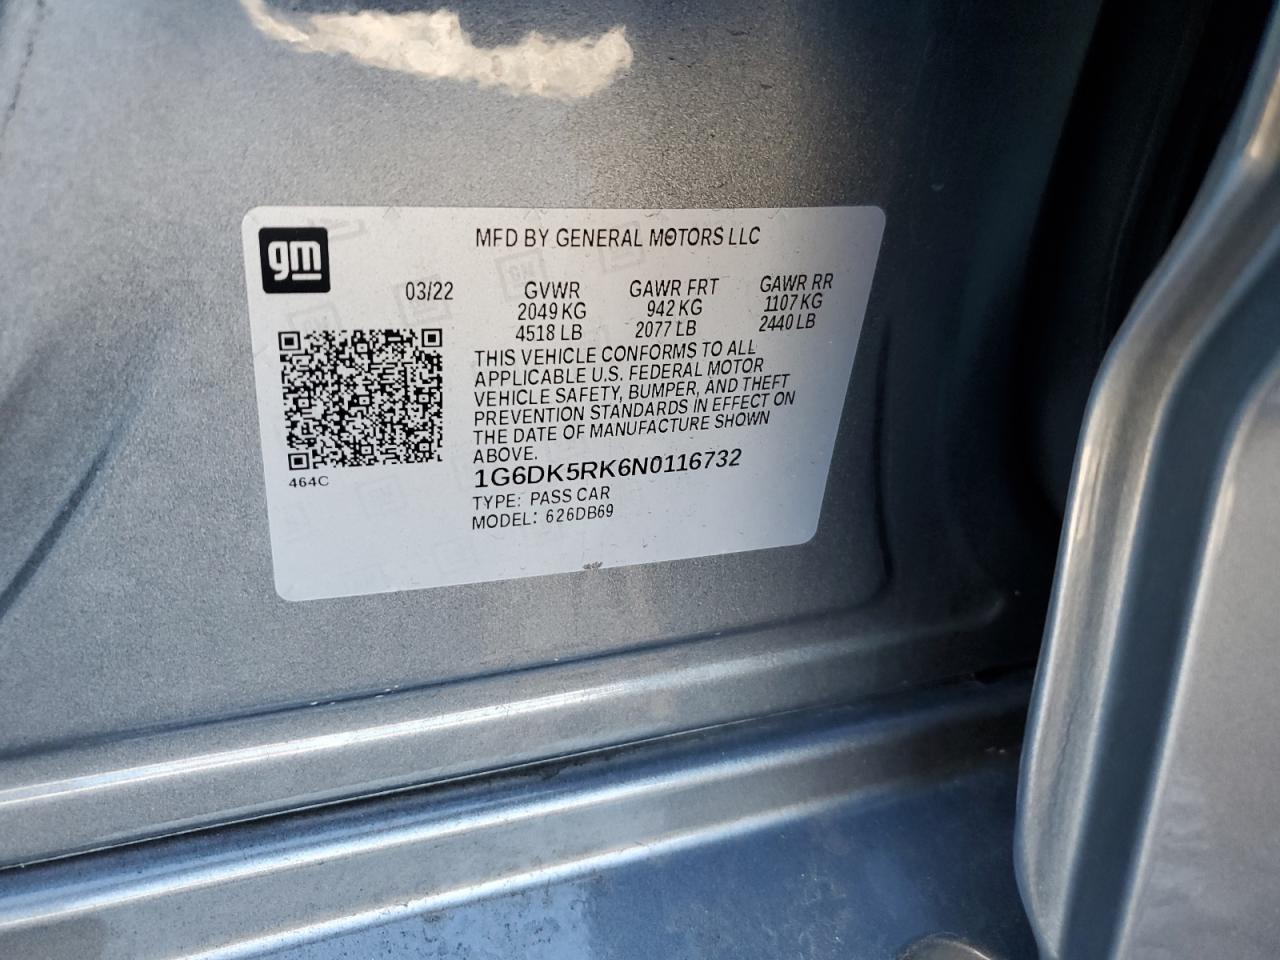 gm
MFD BY GENERAL MOTORS LLC
03/22 GVWR GAWR FRT GAWR RR
2049 KG 942 KG 1107 KG
4518 LB 2077 LB 2440 LB
THIS VEHICLE CONFORMS TO ALL
APPLICABLE U.S. FEDERAL MOTOR
VEHICLE SAFETY, BUMPER, AND THEFT
PREVENTION STANDARDS IN EFFECT ON
THE DATE OF MANUFACTURE SHOWN
ABOVE.
464C
1G6DK5RK6N0116732
TYPE: PASS CAR
MODEL: 626DB69